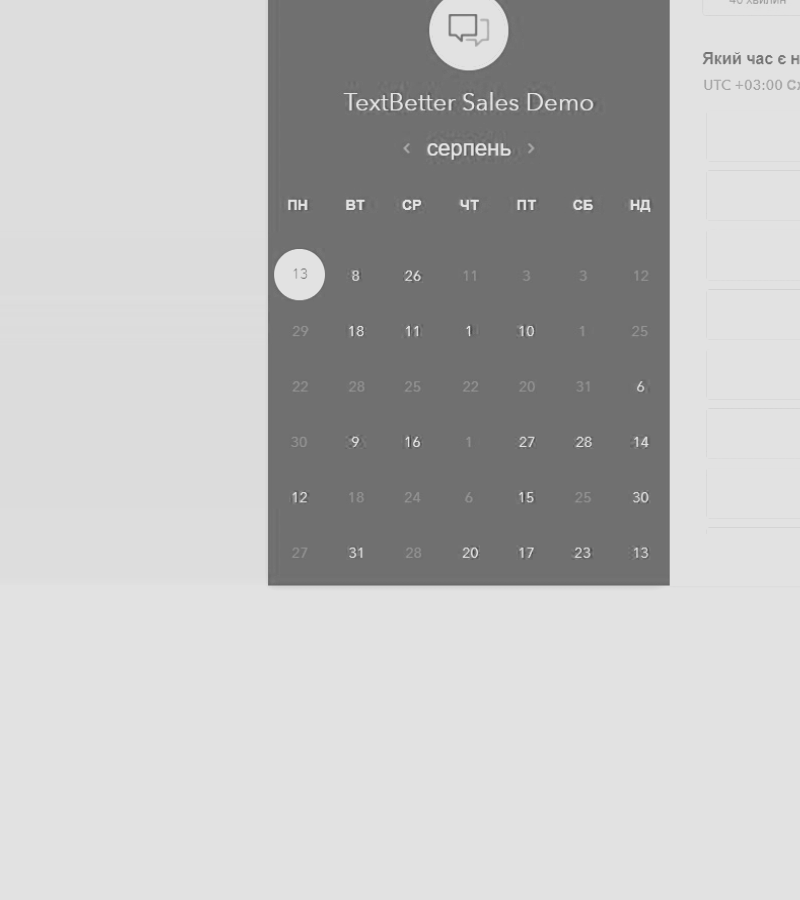 Який час є
UTC +03:00
TextBetter Sales Demo
‹ серпень ›
ПН ВТ СР ЧТ ПТ СБ НД
13 8 26 11 3 3 12
29 18 11 1 10 1 25
22 28 25 22 20 31 6
30 9 16 1 27 28 14
12 18 24 6 15 25 30
27 31 28 20 17 23 13